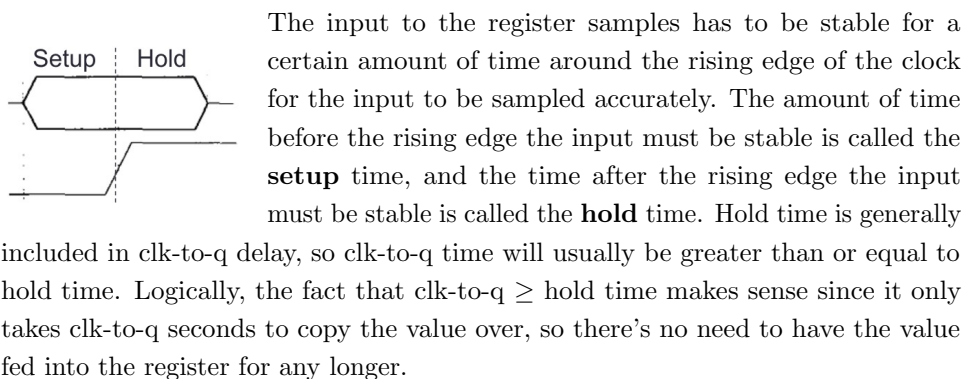 Setup Hold
The input to the register samples has to be stable for a
certain amount of time around the rising edge of the clock
for the input to be sampled accurately. The amount of time
before the rising edge the input must be stable is called the
setup time, and the time after the rising edge the input
must be stable is called the hold time. Hold time is generally
included in clk-to-q delay, so clk-to-q time will usually be greater than or equal to
hold time. Logically, the fact that clk-to-q ≥ hold time makes sense since it only
takes clk-to-q seconds to copy the value over, so there's no need to have the value
fed into the register for any longer.